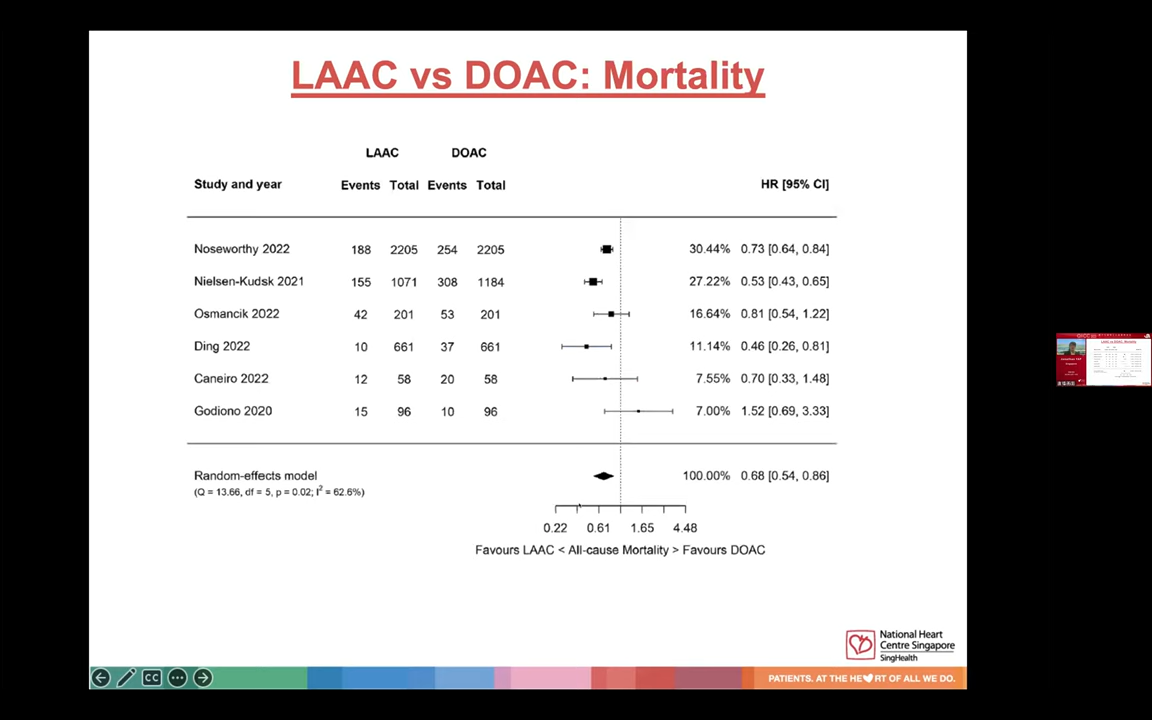 LAAC vs DOAC: Mortality
LAAC DOAC
Study and year Events Total Events Total HR [95% CI]
Noseworthy 2022 188 2205 254 2205 30.44% 0.73 [0.64, 0.84]
Nielsen-Kudsk 2021 155 1071 308 1184 27.22% 0.53 [0.43, 0.65]
Osmancik 2022 42 201 53 201 16.64% 0.81 [0.54, 1.22]
Ding 2022 10 661 37 661 11.14% 0.46 [0.26, 0.81]
Caneiro 2022 12 58 20 58 7.55% 0.70 [0.33, 1.48]
Godiono 2020 15 96 10 96 7.00% 1.52 [0.69, 3.33]
Random-effects model 100.00% 0.68 [0.54, 0.86]
(Q = 13.66, df = 5, p = 0.02; I² = 62.6%)
0.22 0.61 1.65 4.48
Favours LAAC < All-cause Mortality > Favours DOAC
National Heart
Centre Singapore
SingHealth
CC
PATIENTS. AT THE HE RT OF ALL WE DO.